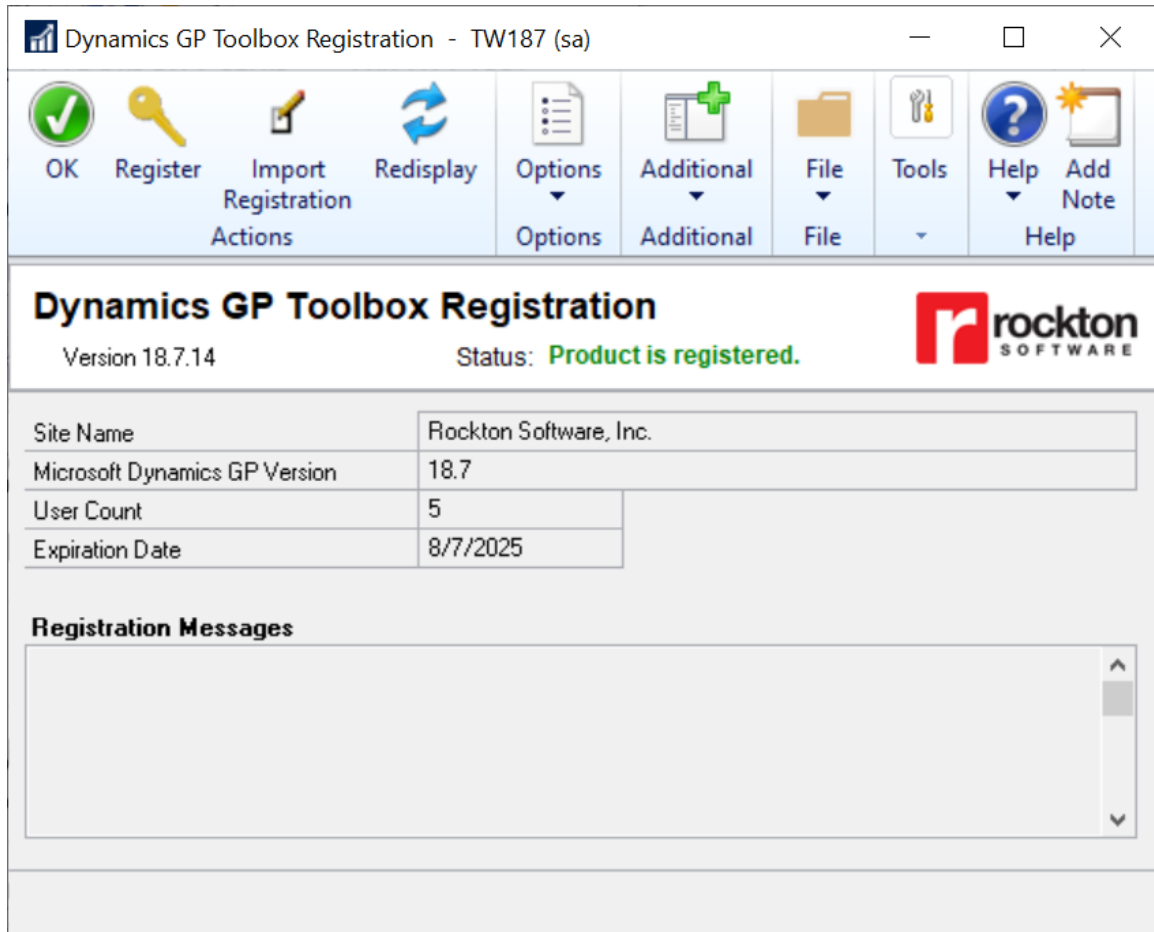 Dynamics GP Toolbox Registration - TW187 (sa)
OK Register Import Registration Redisplay Options Additional File Tools Help Add Note
Actions Options Additional File Help
Dynamics GP Toolbox Registration
Version 18.7.14 Status: Product is registered.
rockton
SOFTWARE
Site Name Rockton Software, Inc.
Microsoft Dynamics GP Version 18.7
User Count 5
Expiration Date 8/7/2025
Registration Messages